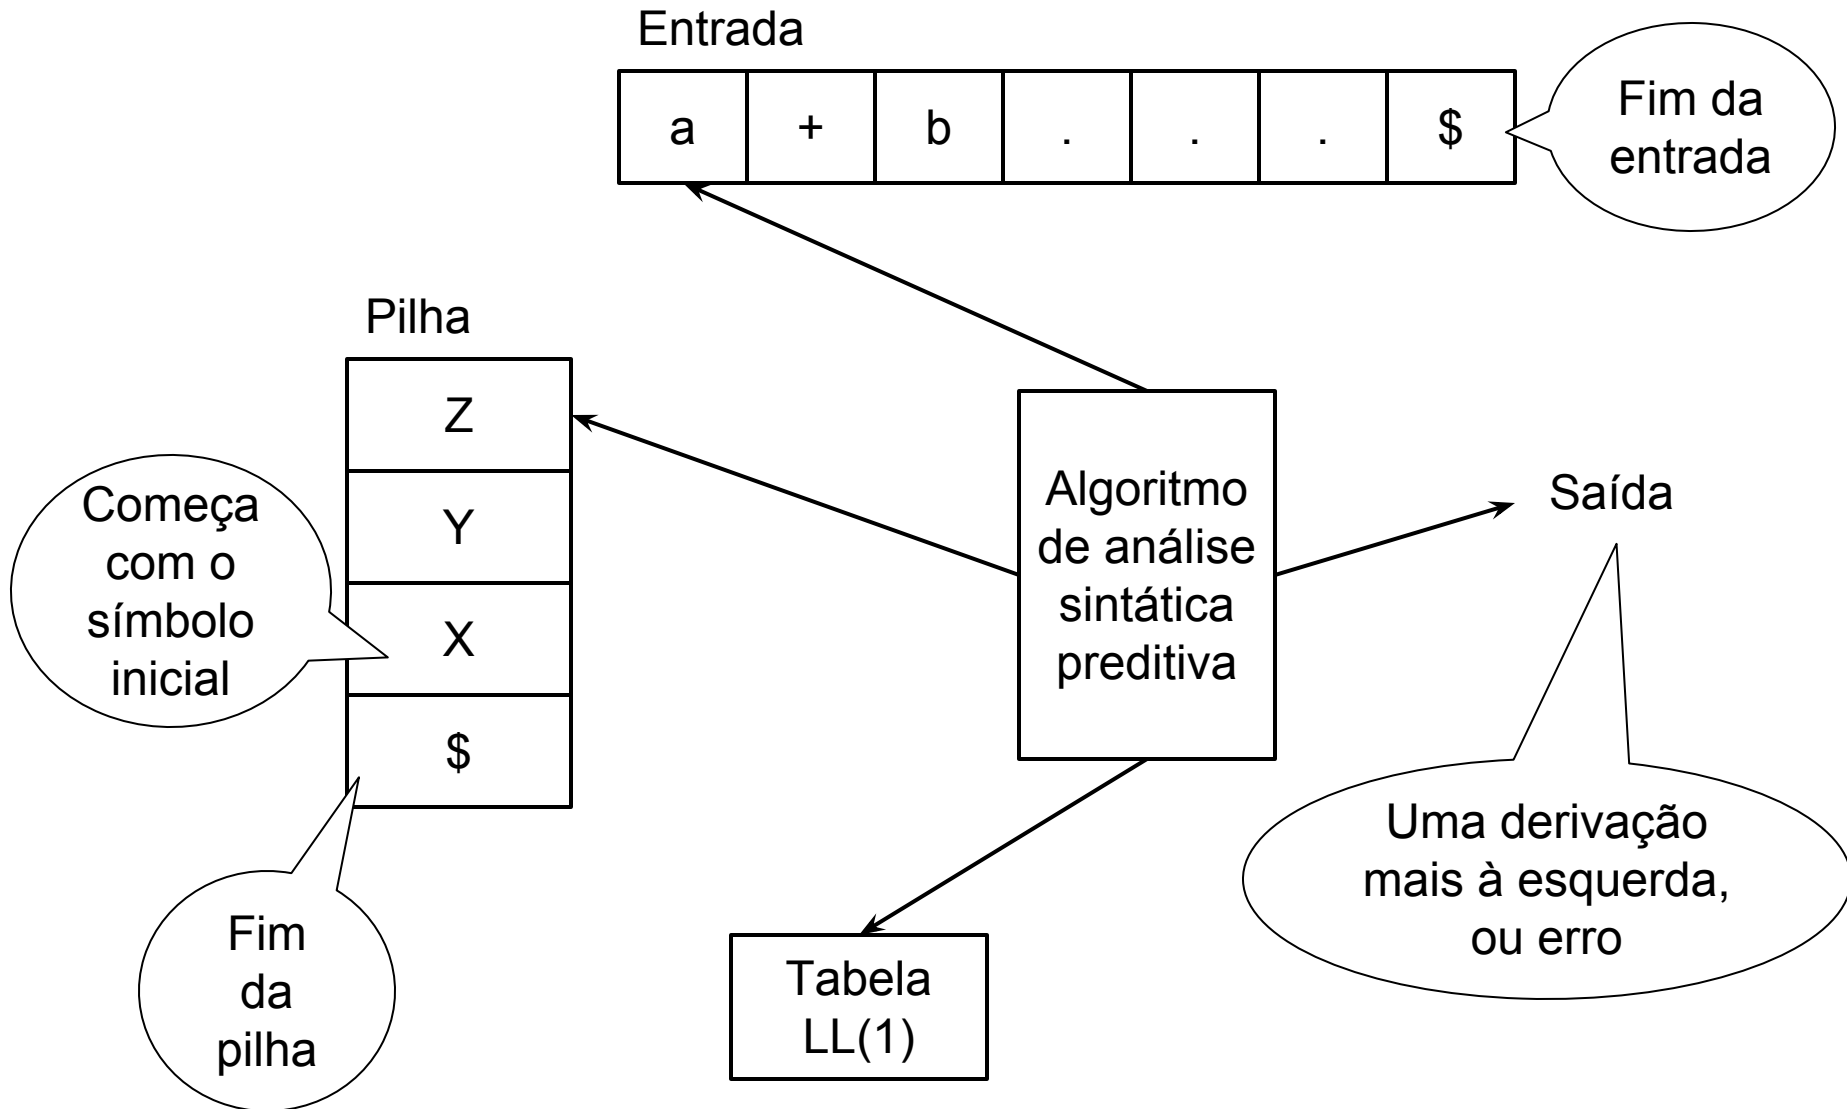 Entrada
a + b . . . $
Fim da
entrada
Pilha
Z
Y
X
$
Começa
com o
símbolo
inicial
Fim
da
pilha
Algoritmo
de análise
sintática
preditiva
Saída
Uma derivação
mais à esquerda,
ou erro
Tabela
LL(1)